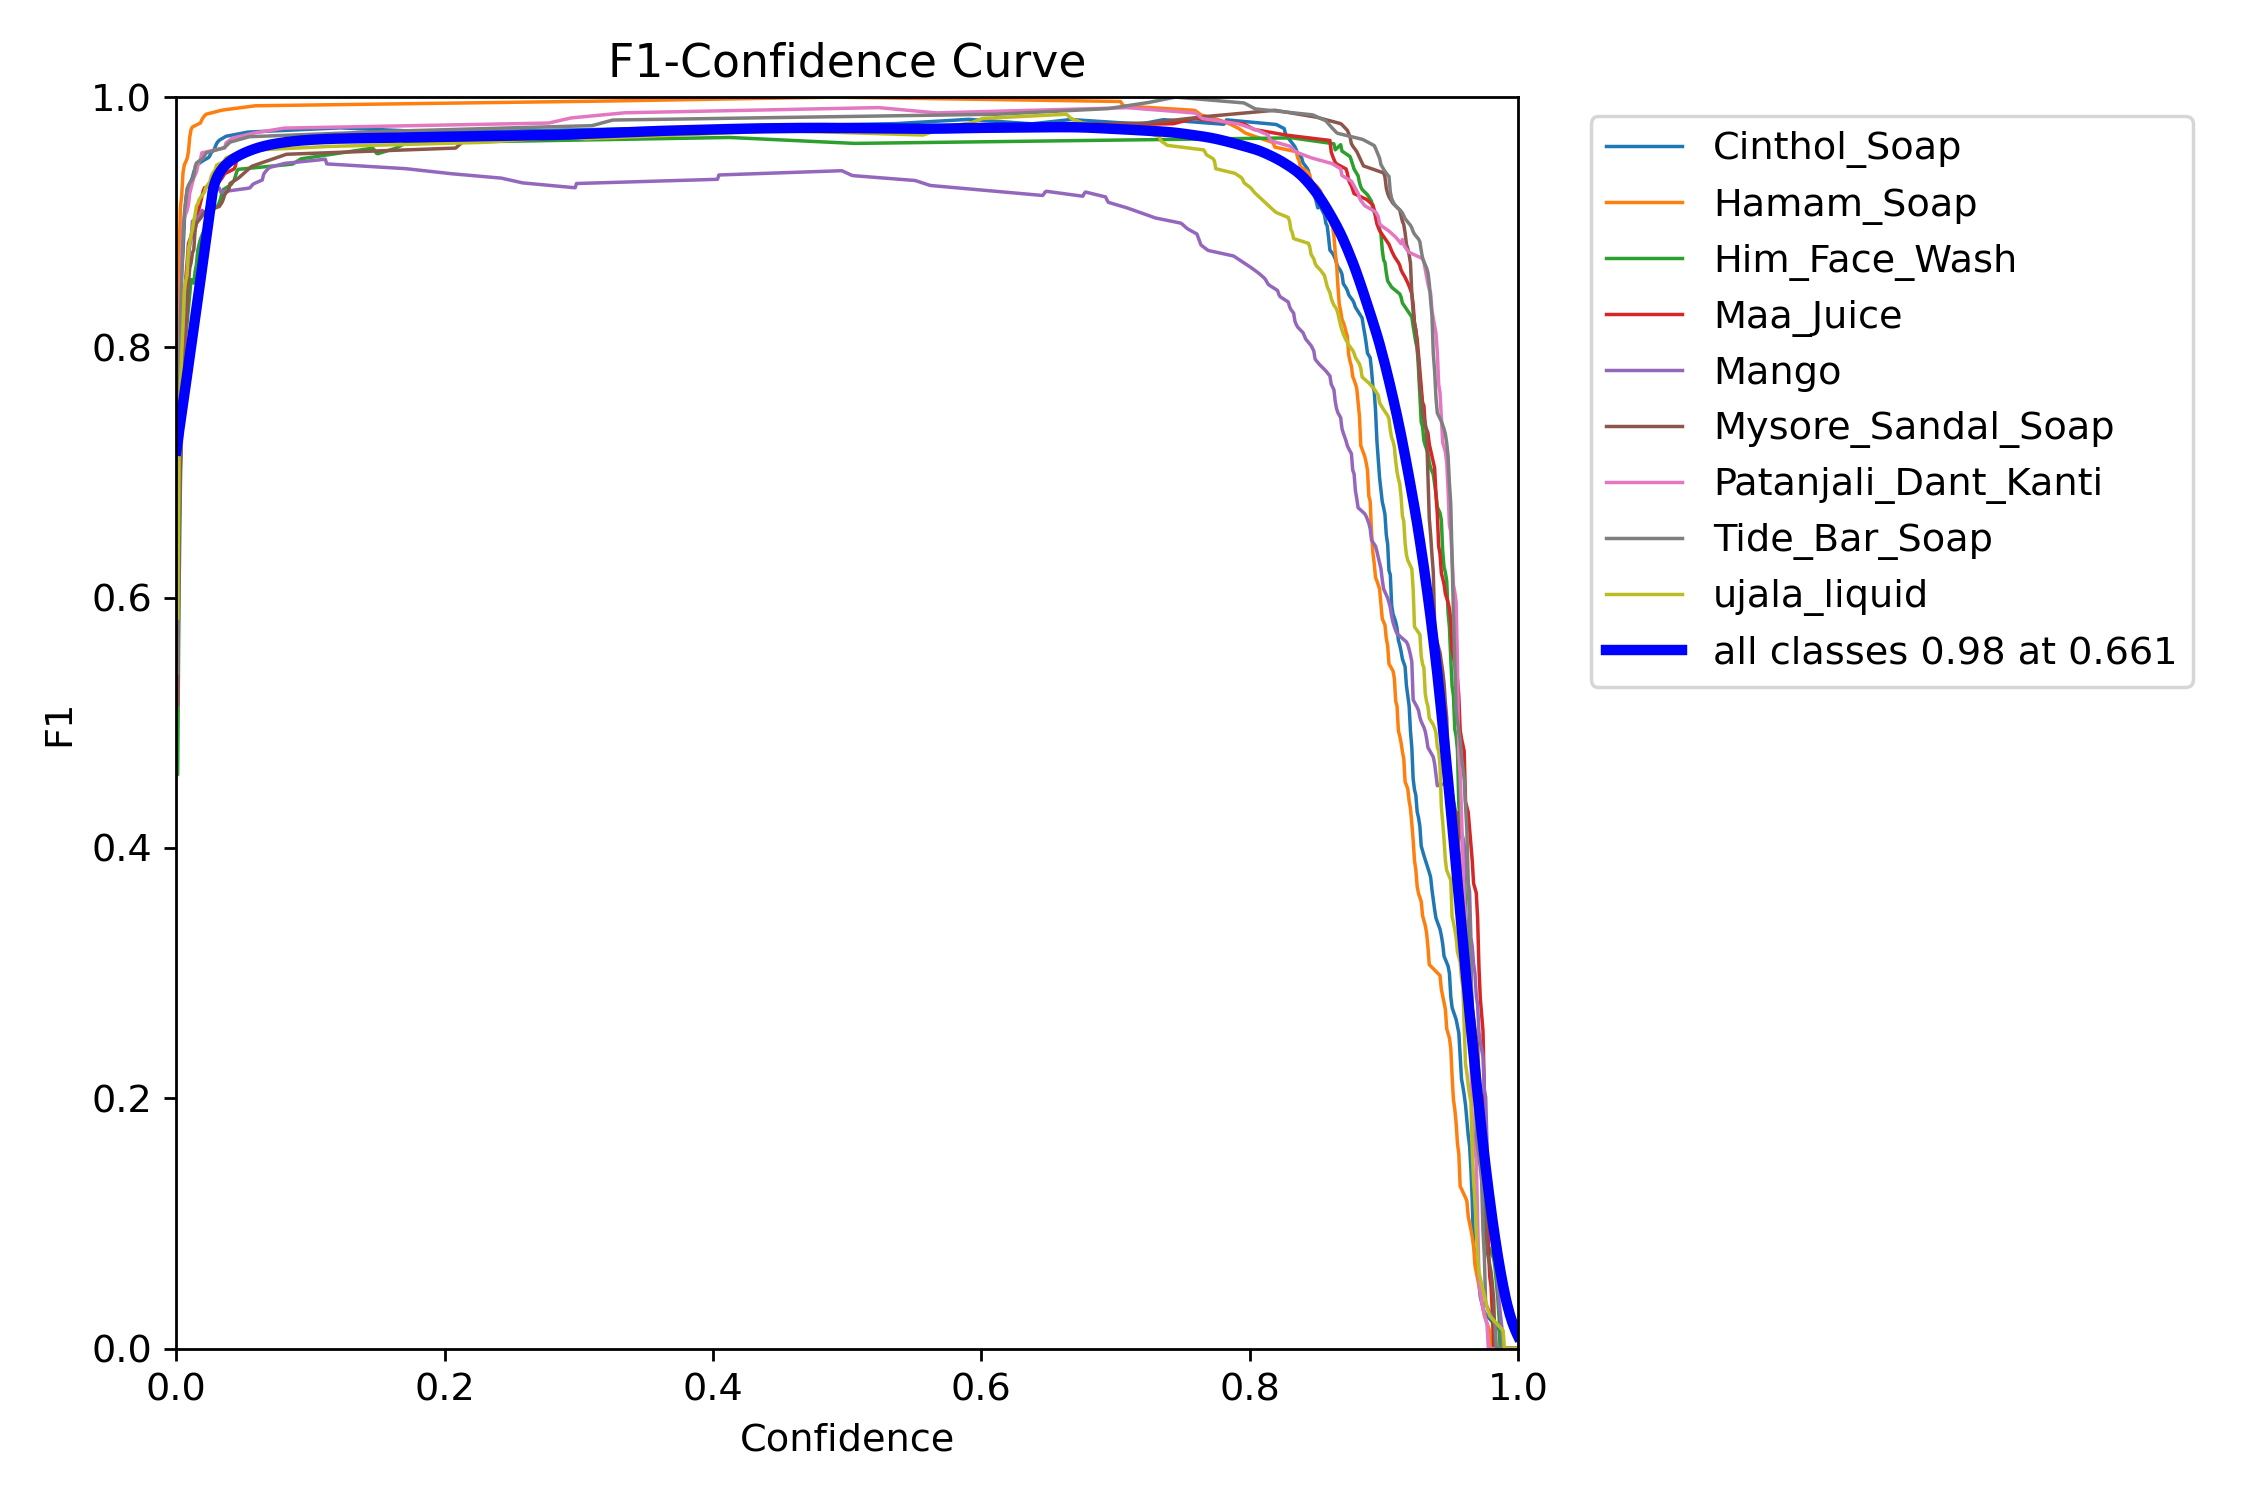 F1-Confidence Curve
1.0
0.8
0.6
0.4
0.2
0.0
F1
0.0 0.2 0.4 0.6 0.8 1.0
Confidence
Cinthol_Soap
Hamam_Soap
Him_Face_Wash
Maa_Juice
Mango
Mysore_Sandal_Soap
Patanjali_Dant_Kanti
Tide_Bar_Soap
ujala_liquid
all classes 0.98 at 0.661